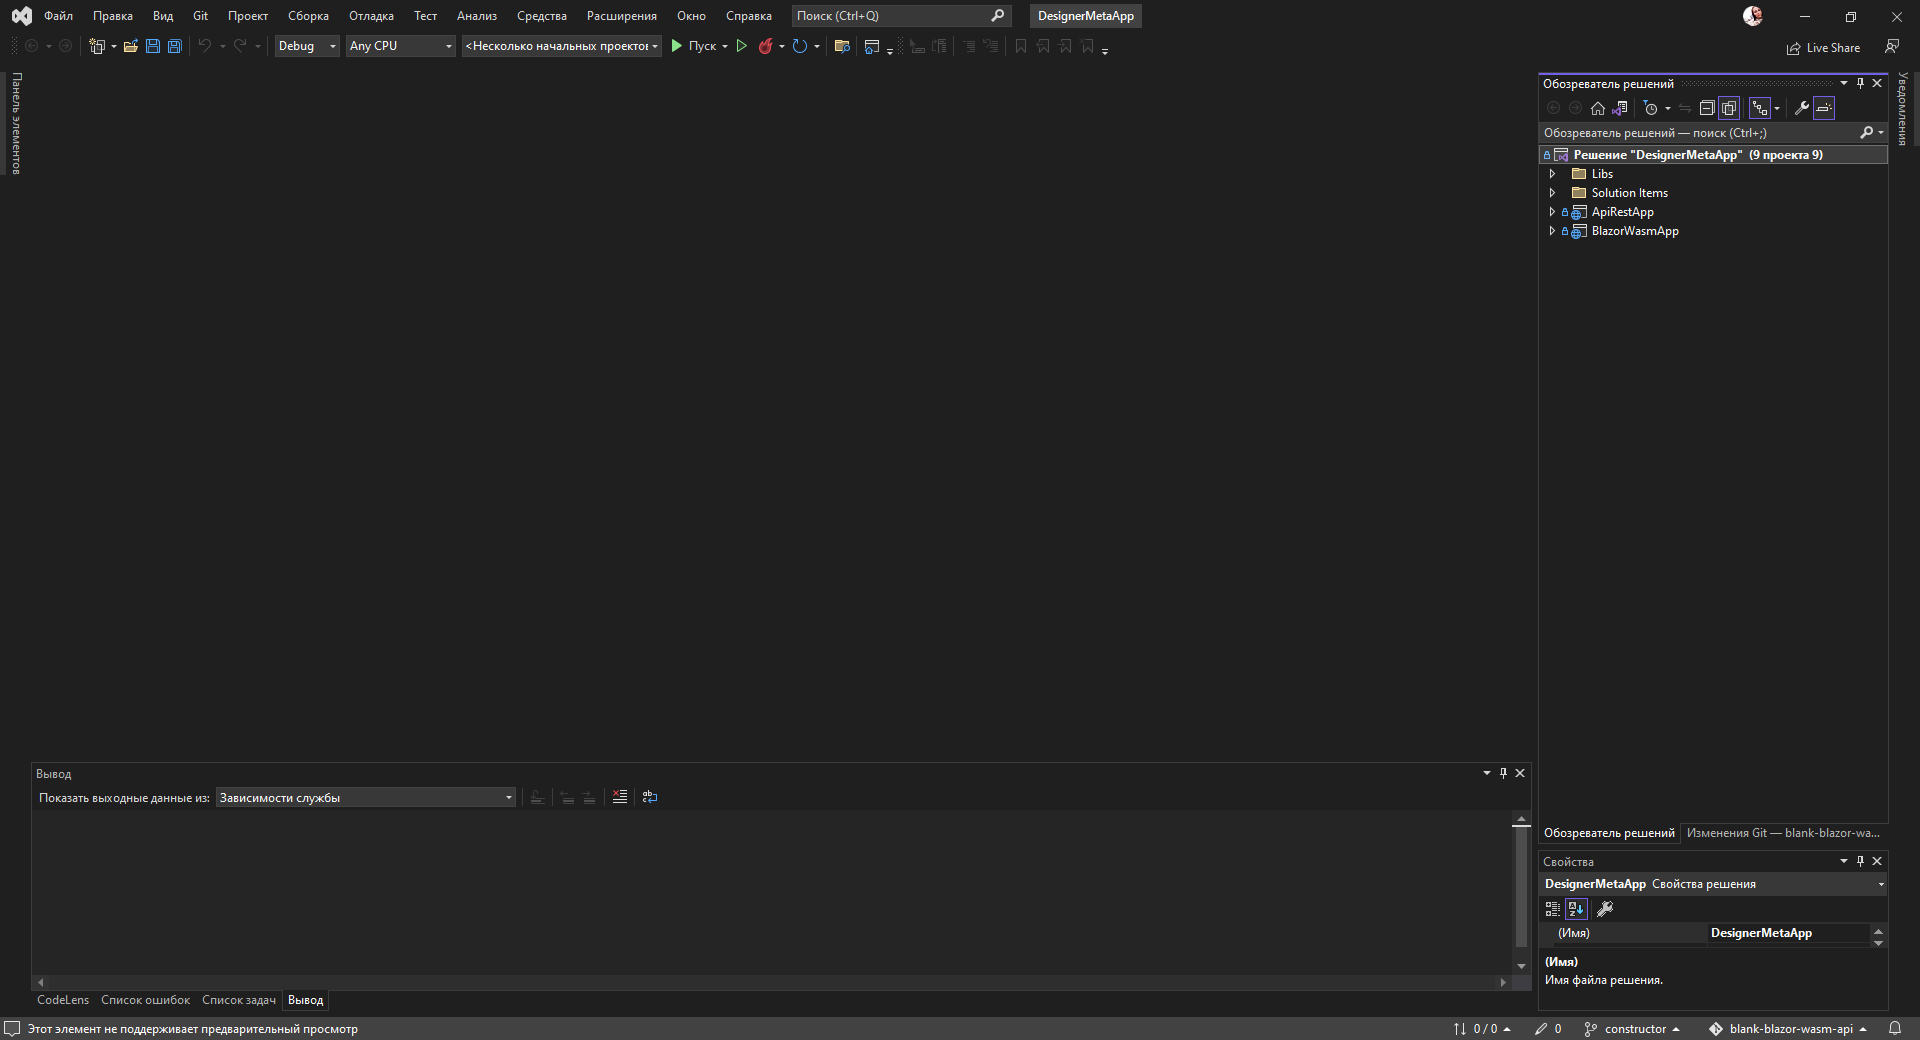 Файл Правка Вид Git Проект Сборка Отладка Тест Анализ Средства Расширения Окно Справка Поиск (Ctrl+Q) DesignerMetaApp
Debug Any CPU <Несколько начальных проектов Пуск Live Share
Панель элементов
Обозреватель решений
Уведомления
Обозреватель решений — поиск (Ctrl+;)
Решение "DesignerMetaApp" (9 проекта 9)
Libs
Solution Items
ApiRestApp
BlazorWasmApp
Вывод
Показать выходные данные из: Зависимости службы
Обозреватель решений Изменения Git — blank-blazor-wa...
Свойства
DesignerMetaApp Свойства решения
(Имя) DesignerMetaApp
(Имя)
Имя файла решения.
CodeLens Список ошибок Список задач Вывод
Этот элемент не поддерживает предварительный просмотр 0 / 0 0 constructor blank-blazor-wasm-api